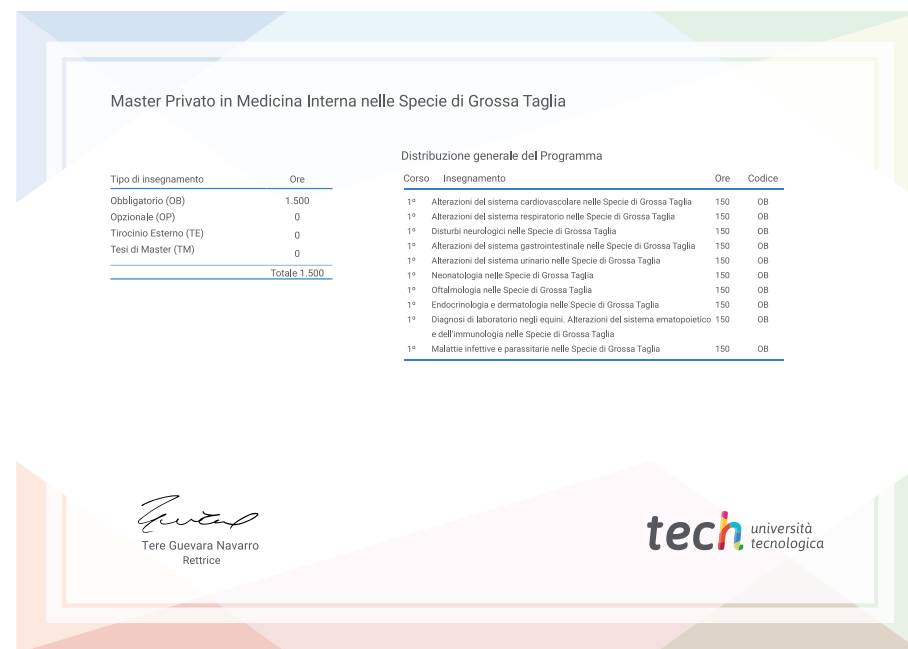 Master Privato in Medicina Interna nelle Specie di Grossa Taglia
Tipo di insegnamento Ore
Obbligatorio (OB) 1.500
Opzionale (OP) 0
Tirocinio Esterno (TE) 0
Tesi di Master (TM) 0
Totale 1.500
Distribuzione generale del Programma
Corso Insegnamento Ore Codice
1º Alterazioni del sistema cardiovascolare nelle Specie di Grossa Taglia 150 OB
1º Alterazioni del sistema respiratorio nelle Specie di Grossa Taglia 150 OB
1º Disturbi neurologici nelle Specie di Grossa Taglia 150 OB
1º Alterazioni del sistema gastrointestinale nelle Specie di Grossa Taglia 150 OB
1º Alterazioni del sistema urinario nelle Specie di Grossa Taglia 150 OB
1º Neonatologia nelle Specie di Grossa Taglia 150 OB
1º Oftalmologia nelle Specie di Grossa Taglia 150 OB
1º Endocrinologia e dermatologia nelle Specie di Grossa Taglia 150 OB
1º Diagnosi di laboratorio negli equini. Alterazioni del sistema ematopoietico 150 OB
e dell'immunologia nelle Specie di Grossa Taglia
1º Malattie infettive e parassitarie nelle Specie di Grossa Taglia 150 OB
Tere Guevara Navarro
Rettrice
tech università
tecnologica